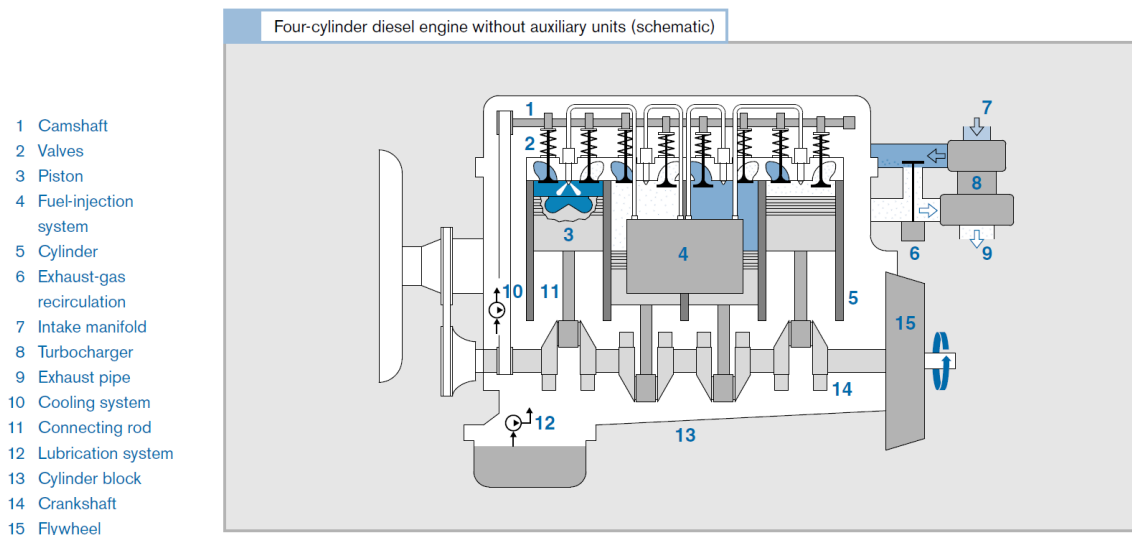 Four-cylinder diesel engine without auxiliary units (schematic)
1 Camshaft
2 Valves
3 Piston
4 Fuel-injection
system
5 Cylinder
6 Exhaust-gas
recirculation
7 Intake manifold
8 Turbocharger
9 Exhaust pipe
10 Cooling system
11 Connecting rod
12 Lubrication system
13 Cylinder block
14 Crankshaft
15 Flywheel
1
7
2
8
3
4
6
9
10
11
5
15
14
12
13